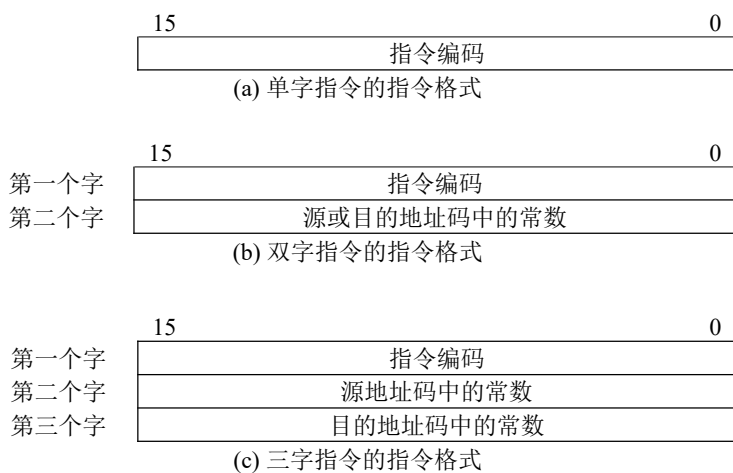 15 0
指令编码
(a) 单字指令的指令格式
15 0
第一个字 指令编码
第二个字 源或目的地址码中的常数
(b) 双字指令的指令格式
15 0
第一个字 指令编码
第二个字 源地址码中的常数
第三个字 目的地址码中的常数
(c) 三字指令的指令格式